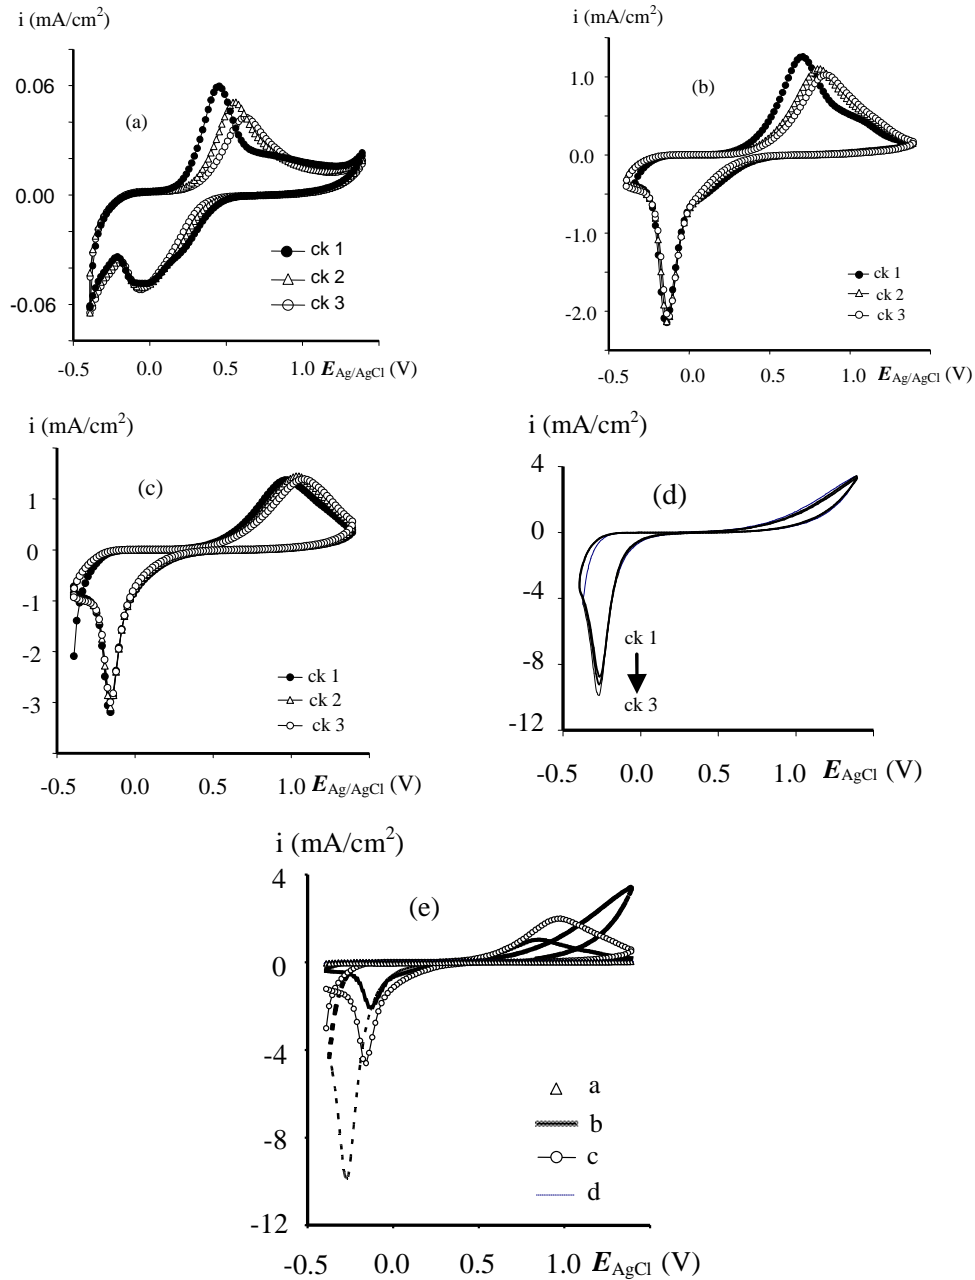 i (mA/cm²)
(a)
0.06
0.00
-0.06
ck 1
ck 2
ck 3
-0.5 0.0 0.5 1.0 E Ag/AgCl (V)
i (mA/cm²)
(b)
1.0
0.0
-1.0
-2.0
ck 1
ck 2
ck 3
-0.5 0.0 0.5 1.0 E Ag/AgCl (V)
i (mA/cm²)
(c)
1
0
-1
-2
-3
ck 1
ck 2
ck 3
-0.5 0.0 0.5 1.0 E Ag/AgCl (V)
i (mA/cm²)
(d)
4
0
-4
-8
-12
ck 1
ck 3
-0.5 0.0 0.5 1.0 E AgCl (V)
i (mA/cm²)
(e)
4
0
-4
-8
-12
a
b
c
d
-0.5 0.0 0.5 1.0 E AgCl (V)